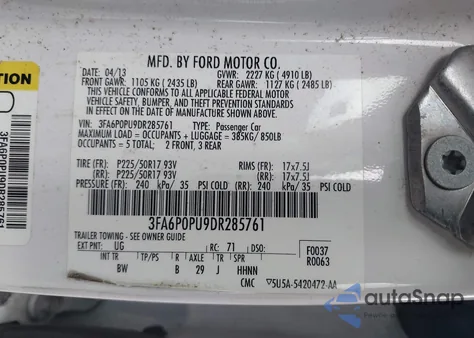 MFD. BY FORD MOTOR CO.
DATE: 04/13 GVWR: 2227 KG (4910 LB)
FRONT GAWR: 1105 KG (2435 LB) REAR GAWR: 1127 KG (2485 LB)
THIS VEHICLE CONFORMS TO ALL APPLICABLE FEDERAL MOTOR
VEHICLE SAFETY, BUMPER, AND THEFT PREVENTION STANDARDS
IN EFFECT ON THE DATE OF MANUFACTURE SHOWN ABOVE.
VIN: 3FA6P0PU9DR285761 TYPE: Passenger Car
MAXIMUM LOAD = OCCUPANTS + LUGGAGE = 385KG/ 850LB
OCCUPANTS = 5 TOTAL: 2 FRONT, 3 REAR
TIRE (FR): P225/50R17 93V RIMS (FR): 17x7.5J
TIRE (RR): P225/50R17 93V (RR): 17x7.5J
PRESSURE (FR): 240 kPa/ 35 PSI COLD (RR): 240 kPa/ 35 PSI COLD
3FA6P0PU9DR285761
TRAILER TOWING - SEE OWNER GUIDE
EXT PNT: UG RC: 71 DSO: F0037
R0063
INT TR TP/PS R AXLE TR SPR
BW B 29 J HHNN
CMC 5U5A-5420472-AA
TION
3FA6P0PU9DR285761
autoSnap